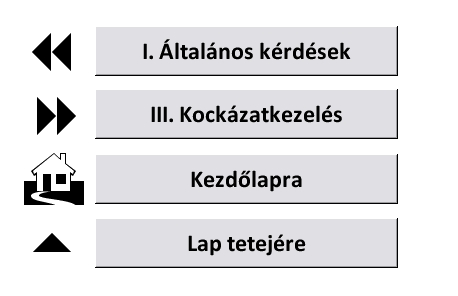 I. Általános kérdések
III. Kockázatkezelés
Kezdőlapra
Lap tetejére